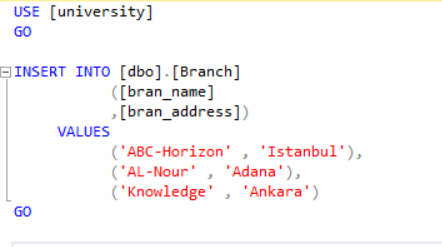 USE [university]
GO
INSERT INTO [dbo].[Branch]
([bran_name]
,[bran_address])
VALUES
('ABC-Horizon' , 'Istanbul'),
('AL-Nour' , 'Adana'),
('Knowledge' , 'Ankara')
GO